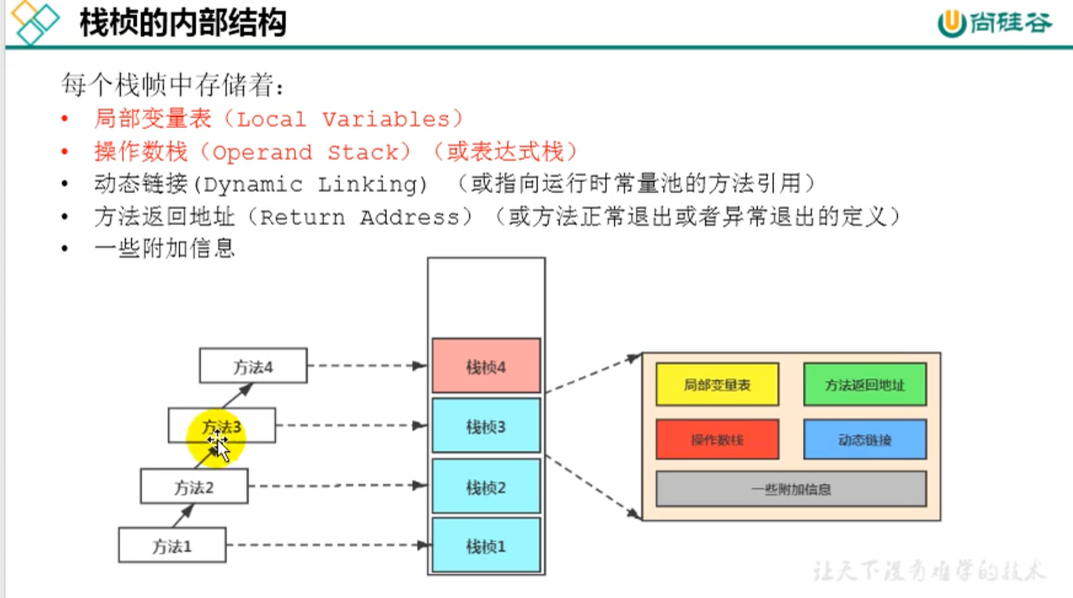 栈桢的内部结构
尚硅谷
每个栈帧中存储着：
• 局部变量表（Local Variables）
• 操作数栈（Operand Stack）（或表达式栈）
• 动态链接(Dynamic Linking) （或指向运行时常量池的方法引用）
• 方法返回地址（Return Address）（或方法正常退出或者异常退出的定义）
• 一些附加信息
方法4
栈桢4
方法3
栈桢3
方法2
栈桢2
方法1
栈桢1
局部变量表
方法返回地址
操作数栈
动态链接
一些附加信息
让天下没有难学的技术